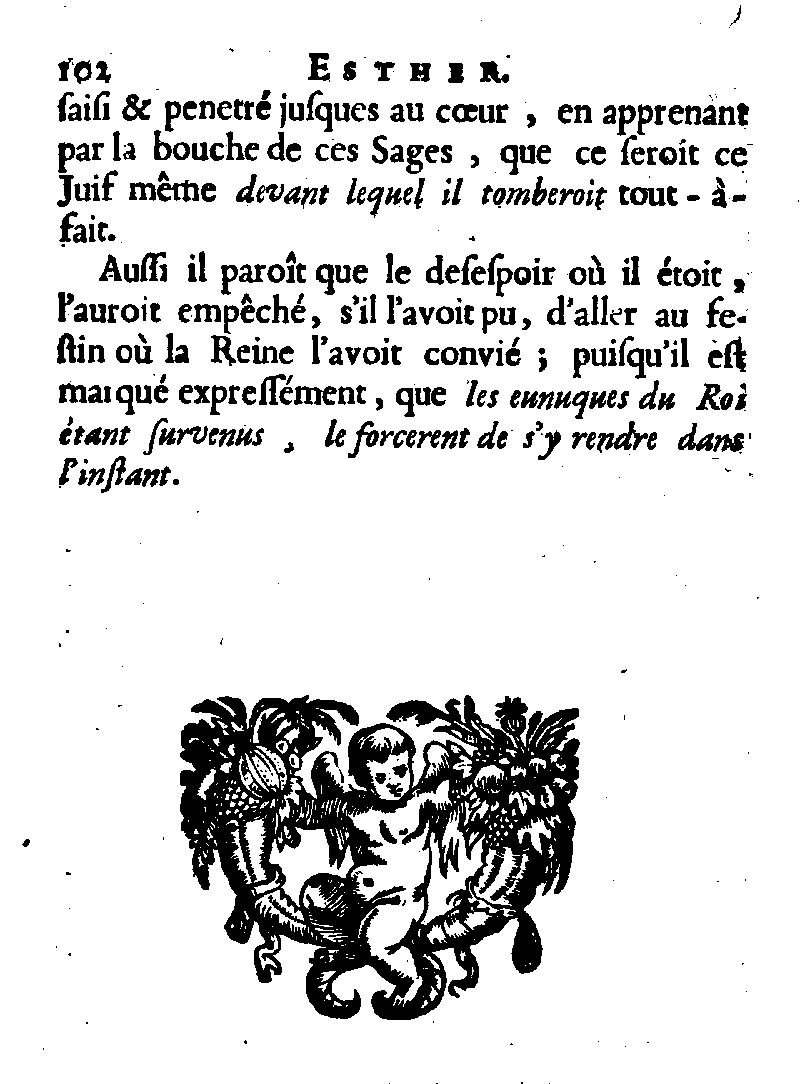 102 ESTHER.
ſaiſi & penetré juſques au cœur , en apprenant
par la bouche de ces Sages , que ce ſeroit ce
Juif même devant lequel il tomberoit tout-à-
fait.
Auſſi il paroît que le deſeſpoir où il étoit ,
l'auroit empêché, s'il l'avoit pu, d'aller au fe-
ſtin où la Reine l'avoit convié ; puiſqu'il eſt
marqué expreſſément, que les eunuques du Roi
étant ſurvenus , le forcerent de s'y rendre dans
l'inſtant.